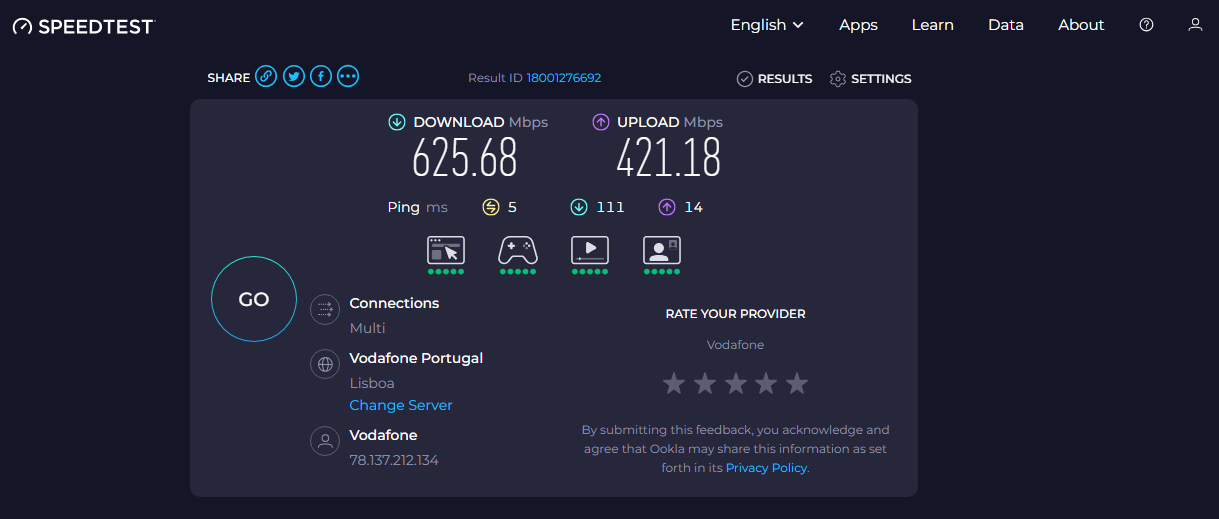 SPEEDTEST
English Apps Learn Data About
SHARE Result ID 18001276692 RESULTS SETTINGS
DOWNLOAD Mbps UPLOAD Mbps
625.68 421.18
Ping ms 5 111 14
GO
Connections
Multi
Vodafone Portugal
Lisboa
Change Server
Vodafone
78.137.212.134
RATE YOUR PROVIDER
Vodafone
By submitting this feedback, you acknowledge and
agree that Ookla may share this information as set
forth in its Privacy Policy.